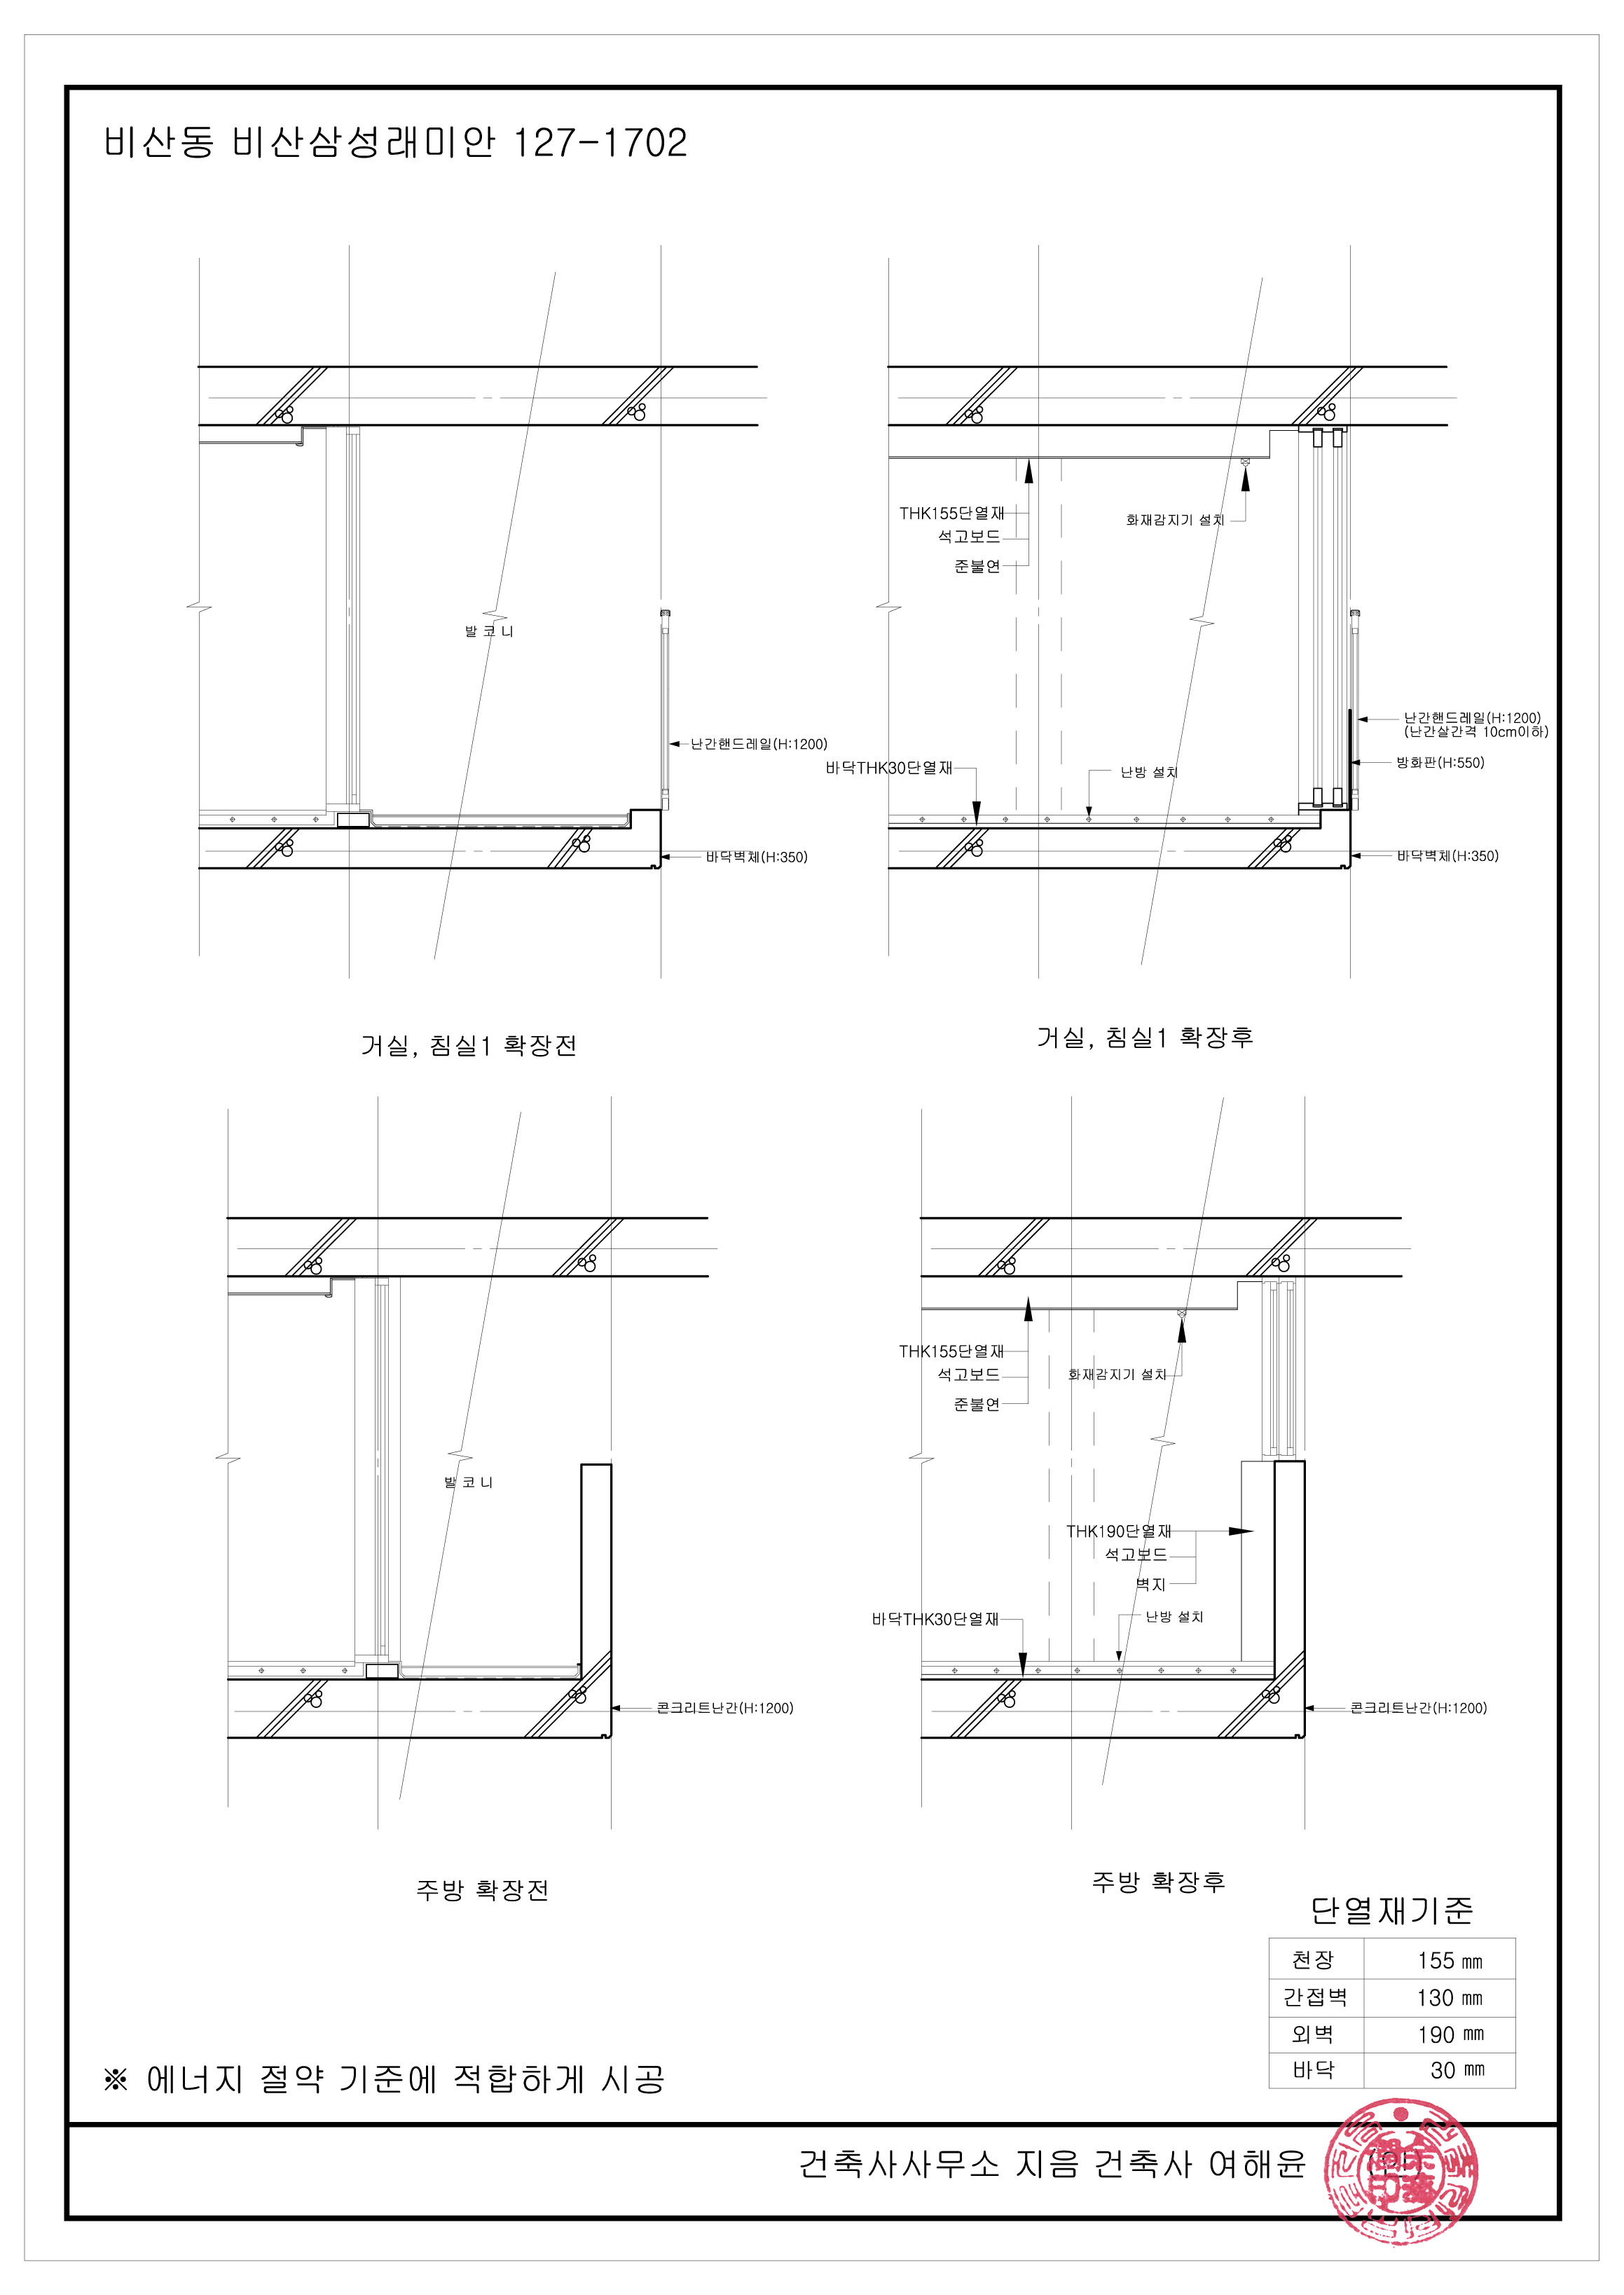 비산동 비산삼성래미안 127-1702
발 코 니
난간핸드레일(H:1200)
바닥벽체(H:350)
거실, 침실1 확장전
THK155단열재
석고보드
준불연
화재감지기 설치
바닥THK30단열재
난방 설치
난간핸드레일(H:1200)
(난간살간격 10cm이하)
방화판(H:550)
바닥벽체(H:350)
거실, 침실1 확장후
발 코 니
콘크리트난간(H:1200)
주방 확장전
THK155단열재
석고보드
준불연
화재감지기 설치
THK190단열재
석고보드
벽지
바닥THK30단열재
난방 설치
콘크리트난간(H:1200)
주방 확장후
단열재기준
천장 155 ㎜
간접벽 130 ㎜
외벽 190 ㎜
바닥 30 ㎜
※ 에너지 절약 기준에 적합하게 시공
건축사사무소 지음 건축사 여해윤